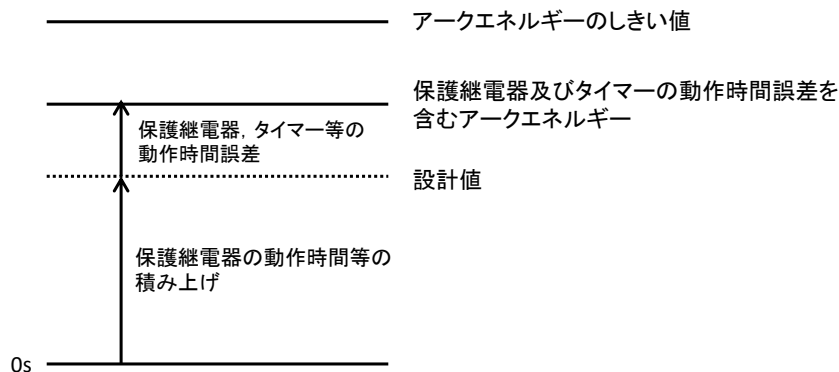 アークエネルギーのしきい値
保護継電器及びタイマーの動作時間誤差を
含むアークエネルギー
保護継電器，タイマー等の
動作時間誤差
設計値
保護継電器の動作時間等の
積み上げ
0s